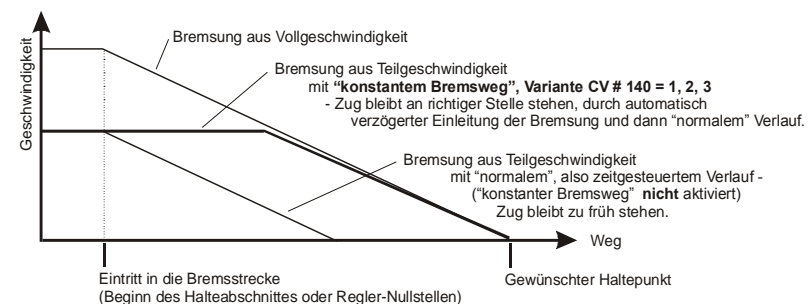 Geschwindigkeit
Bremsung aus Vollgeschwindigkeit
Bremsung aus Teilgeschwindigkeit
mit “konstantem Bremsweg”, Variante CV # 140 = 1, 2, 3
- Zug bleibt an richtiger Stelle stehen, durch automatisch
verzögerter Einleitung der Bremsung und dann “normalem” Verlauf.
Bremsung aus Teilgeschwindigkeit
mit “normalem”, also zeitgesteuertem Verlauf -
(“konstanter Bremsweg” nicht aktiviert)
Zug bleibt zu früh stehen.
Weg
Eintritt in die Bremsstrecke
(Beginn des Halteabschnittes oder Regler-Nullstellen)
Gewünschter Haltepunkt